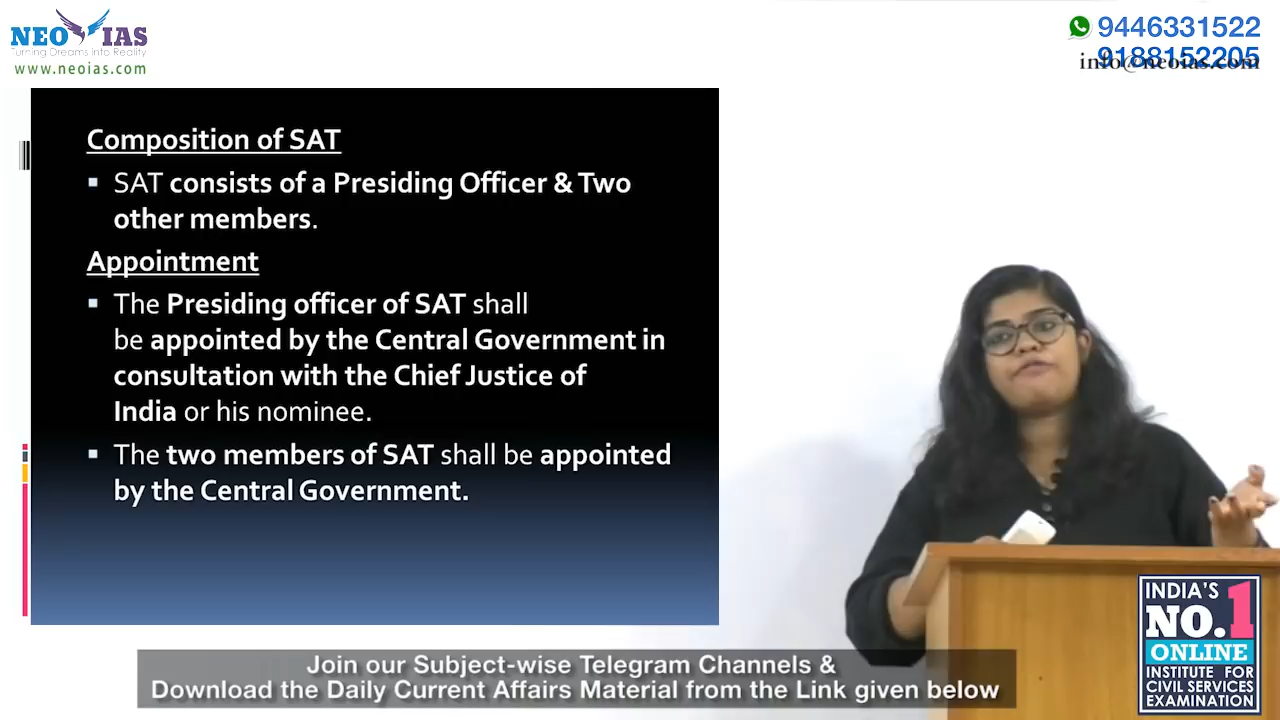 NEO IAS
Turning Dreams into Reality
www.neoias.com
9446331522
9188152205
info@neoias.com
Composition of SAT
▪ SAT consists of a Presiding Officer & Two
other members.
Appointment
▪ The Presiding officer of SAT shall
be appointed by the Central Government in
consultation with the Chief Justice of
India or his nominee.
▪ The two members of SAT shall be appointed
by the Central Government.
INDIA'S
NO.1
ONLINE
INSTITUTE FOR
CIVIL SERVICES
EXAMINATION
Join our Subject-wise Telegram Channels &
Download the Daily Current Affairs Material from the Link given below